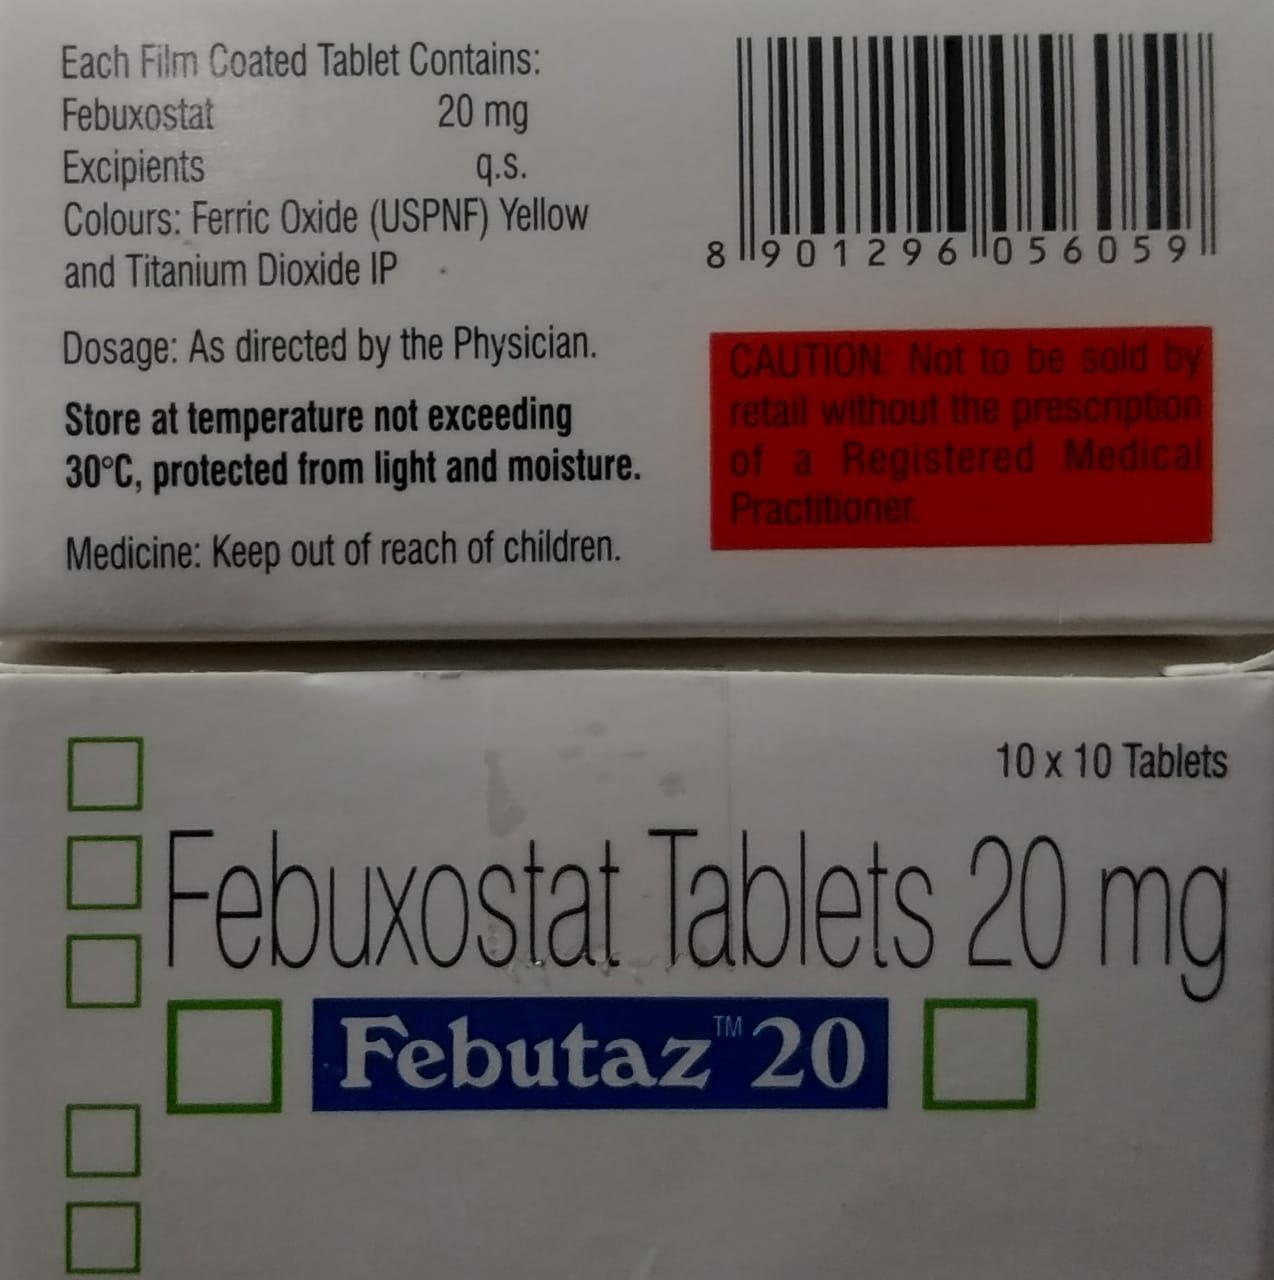 Each Film Coated Tablet Contains:
Febuxostat 20 mg
Excipients q.s.
Colours: Ferric Oxide (USPNF) Yellow
and Titanium Dioxide IP
Dosage: As directed by the Physician.
Store at temperature not exceeding
30°C, protected from light and moisture.
Medicine: Keep out of reach of children.
8 901296 056059
CAUTION: Not to be sold by
retail without the prescription
of a Registered Medical
Practitioner.
10 x 10 Tablets
Febuxostat Tablets 20 mg
Febutaz™ 20